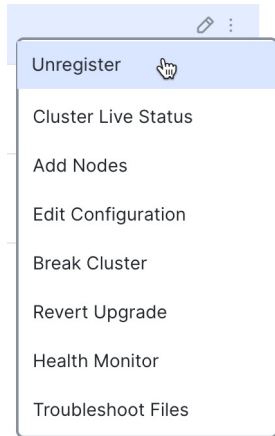 Unregister
Cluster Live Status
Add Nodes
Edit Configuration
Break Cluster
Revert Upgrade
Health Monitor
Troubleshoot Files